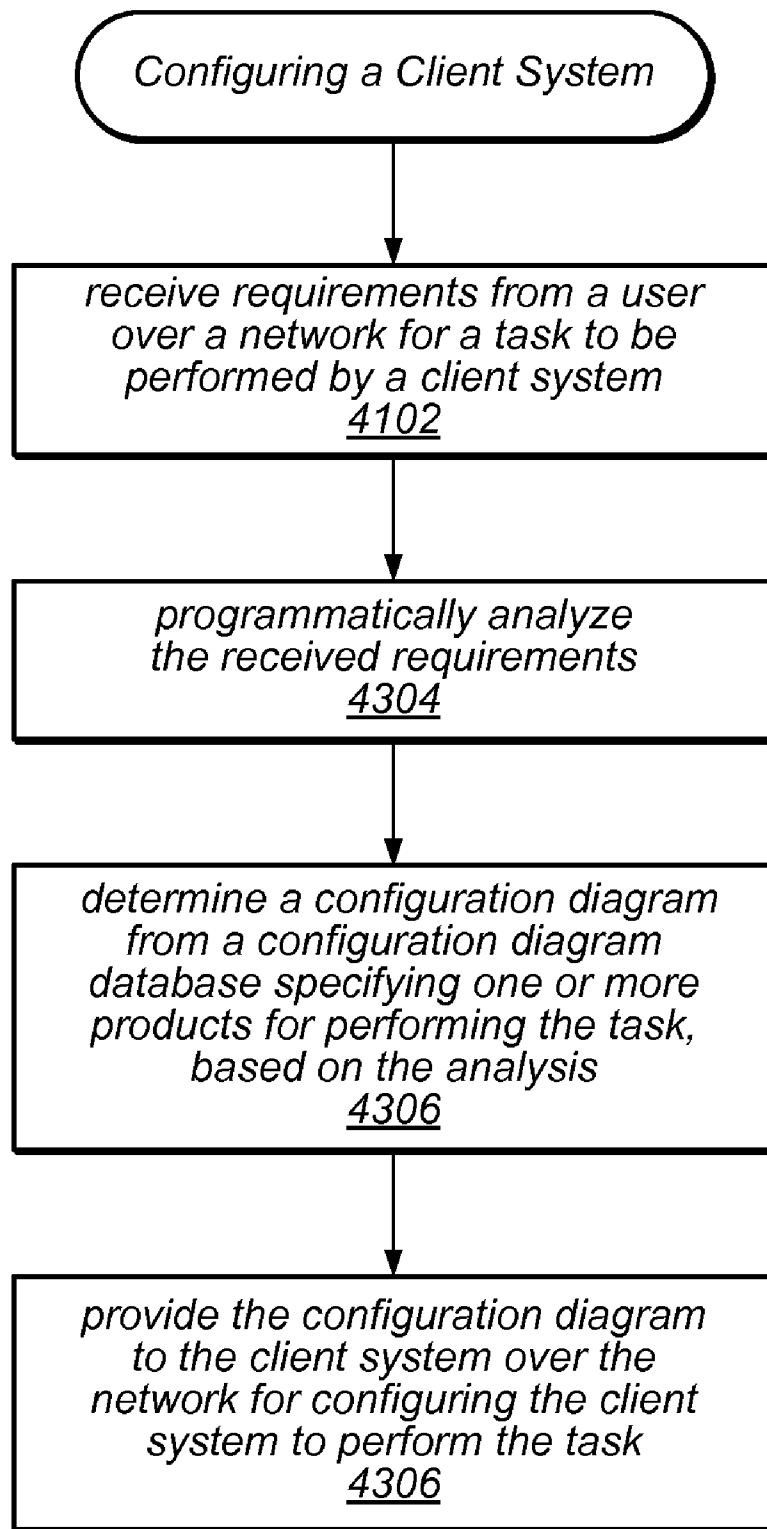 Configuring a Client System
receive requirements from a user
over a network for a task to be
performed by a client system
4102
programmatically analyze
the received requirements
4304
determine a configuration diagram
from a configuration diagram
database specifying one or more
products for performing the task,
based on the analysis
4306
provide the configuration diagram
to the client system over the
network for configuring the client
system to perform the task
4306